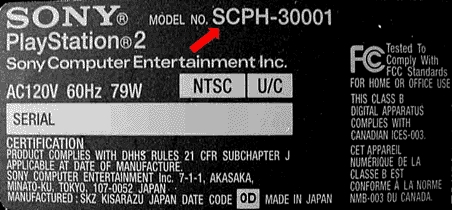 SONY® MODEL NO. SCPH-30001
PlayStation®2
Sony Computer Entertainment Inc.
AC120V 60Hz 79W NTSC U/C
SERIAL
CERTIFICATION
PRODUCT COMPLIES WITH DHHS RULES 21 CFR SUBCHAPTER J
APPLICABLE AT DATE OF MANUFACTURE.
SONY COMPUTER ENTERTAINMENT Inc. 7-1-1, AKASAKA,
MINATO-KU, TOKYO, 107-0052 JAPAN
MANUFACTURED: SKZ KISARAZU JAPAN DATE CODE 0D MADE IN JAPAN
FC Tested To
Comply With
FCC Standards
FOR HOME OR OFFICE USE
THIS CLASS B
DIGITAL APPARATUS
COMPLIES WITH
CANADIAN ICES-003.
CET APPAREIL
NUMÉRIQUE DE LA
CLASSE B EST
CONFORME À LA NORME
NMB-003 DU CANADA.